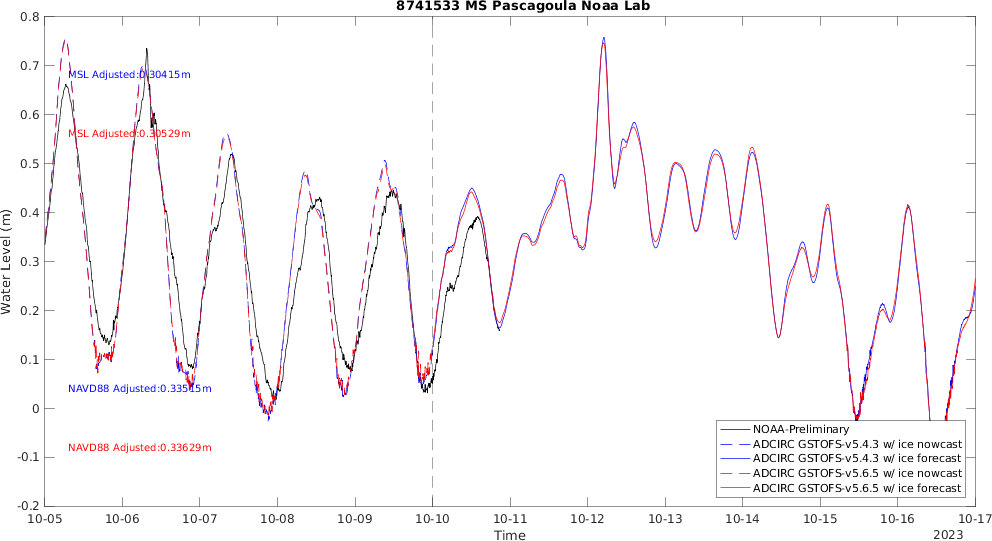 8741533 MS Pascagoula Noaa Lab
0.8
0.7
0.6
0.5
0.4
0.3
0.2
0.1
0
-0.1
-0.2
Water Level (m)
MSL Adjusted:0.30415m
MSL Adjusted:0.30529m
NAVD88 Adjusted:0.33515m
NAVD88 Adjusted:0.33629m
NOAA-Preliminary
ADCIRC GSTOFS-v5.4.3 w/ ice nowcast
ADCIRC GSTOFS-v5.4.3 w/ ice forecast
ADCIRC GSTOFS-v5.6.5 w/ ice nowcast
ADCIRC GSTOFS-v5.6.5 w/ ice forecast
10-05 10-06 10-07 10-08 10-09 10-10 10-11 10-12 10-13 10-14 10-15 10-16 10-17
Time
2023